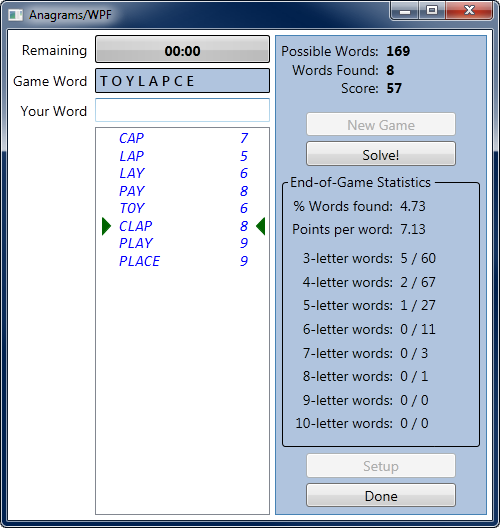 Anagrams/WPF
Remaining 00:00
Game Word TOYLAPCE
Your Word
CAP 7
LAP 5
LAY 6
PAY 8
TOY 6
CLAP 8
PLAY 9
PLACE 9
Possible Words: 169
Words Found: 8
Score: 57
New Game
Solve!
End-of-Game Statistics
% Words found: 4.73
Points per word: 7.13
3-letter words: 5 / 60
4-letter words: 2 / 67
5-letter words: 1 / 27
6-letter words: 0 / 11
7-letter words: 0 / 3
8-letter words: 0 / 1
9-letter words: 0 / 0
10-letter words: 0 / 0
Setup
Done